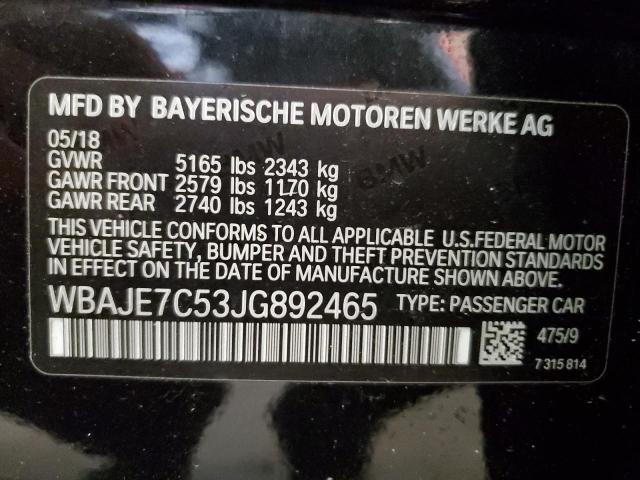 MFD BY BAYERISCHE MOTOREN WERKE AG
05/18
GVWR 5165 lbs 2343 kg
GAWR FRONT 2579 lbs 1170 kg
GAWR REAR 2740 lbs 1243 kg
THIS VEHICLE CONFORMS TO ALL APPLICABLE U.S.FEDERAL MOTOR
VEHICLE SAFETY, BUMPER AND THEFT PREVENTION STANDARDS
IN EFFECT ON THE DATE OF MANUFACTURE SHOWN ABOVE.
WBAJE7C53JG892465 TYPE: PASSENGER CAR
475/9
7 315 814